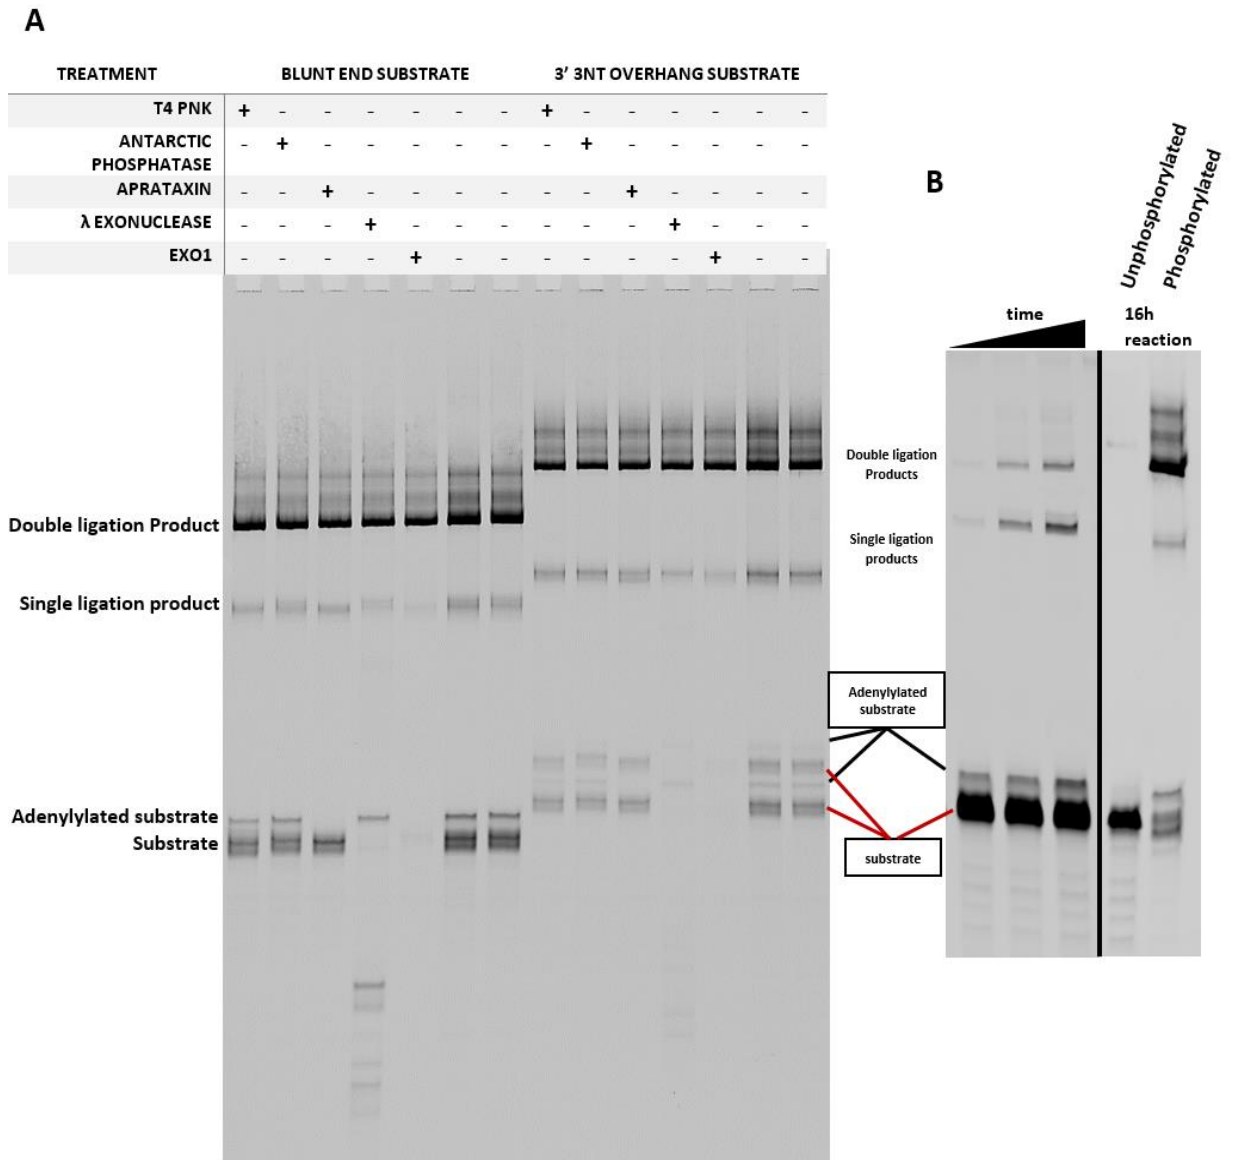 A
TREATMENT BLUNT END SUBSTRATE 3' 3NT OVERHANG SUBSTRATE
T4 PNK + - - - - - - + - - - - - -
ANTARCTIC
PHOSPHATASE - + - - - - - - + - - - - -
APRATAXIN - - + - - - - - - + - - - -
λ EXONUCLEASE - - - + - - - - - - + - - -
EXO1 - - - - + - - - - - - + - -
Double ligation Product
Single ligation product
Adenylylated substrate
Substrate
B
Unphosphorylated
Phosphorylated
time
16h
reaction
Double ligation
Products
Single ligation
products
Adenylylated
substrate
substrate